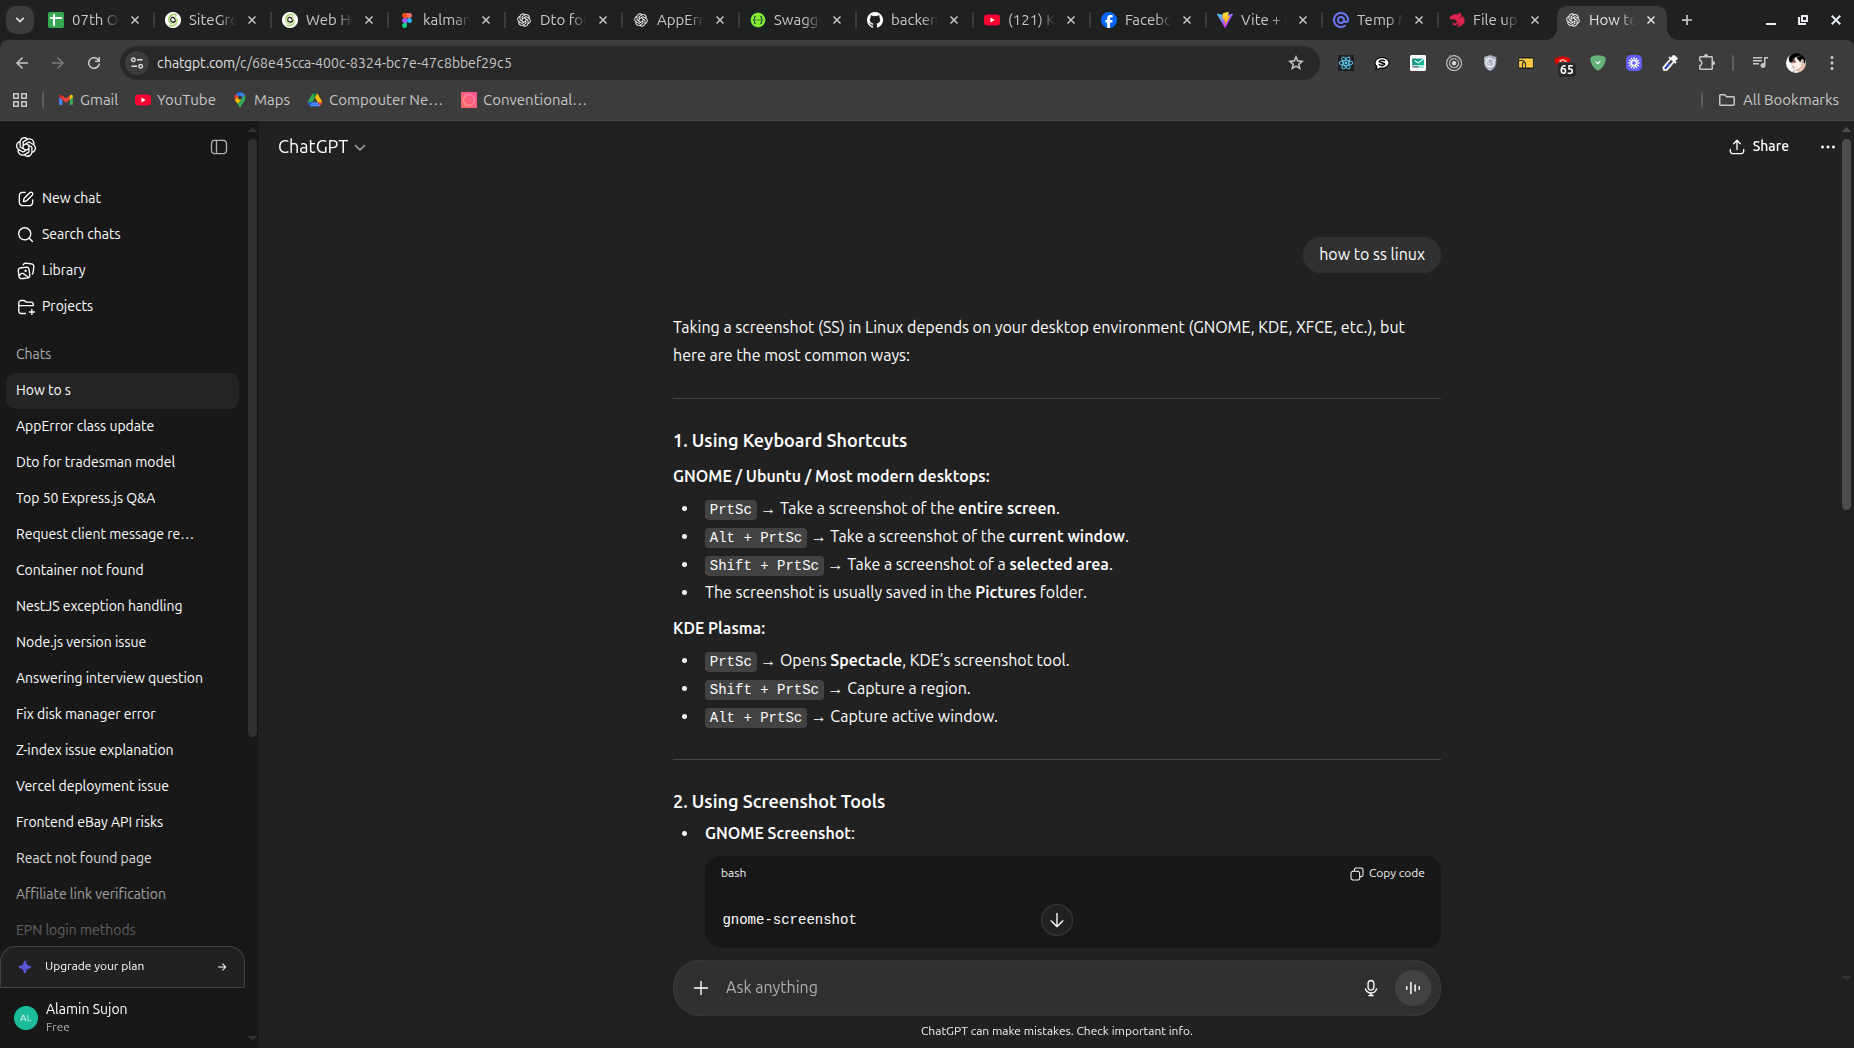 07th O
SiteGro
Web H
kalmar
Dto fo
AppErr
Swagg
backen
(121) K
Facebo
Vite +
Temp
File up
How to
chatgpt.com/c/68e45cca-400c-8324-bc7e-47c8bbef29c5
65
Gmail
YouTube
Maps
Compouter Ne…
Conventional…
All Bookmarks
New chat
Search chats
Library
Projects
Chats
How to s
AppError class update
Dto for tradesman model
Top 50 Express.js Q&A
Request client message re…
Container not found
NestJS exception handling
Node.js version issue
Answering interview question
Fix disk manager error
Z-index issue explanation
Vercel deployment issue
Frontend eBay API risks
React not found page
Affiliate link verification
EPN login methods
Upgrade your plan
AL
Alamin Sujon
Free
ChatGPT
Share
how to ss linux
Taking a screenshot (SS) in Linux depends on your desktop environment (GNOME, KDE, XFCE, etc.), but
here are the most common ways:
1. Using Keyboard Shortcuts
GNOME / Ubuntu / Most modern desktops:
• PrtSc → Take a screenshot of the entire screen.
• Alt + PrtSc → Take a screenshot of the current window.
• Shift + PrtSc → Take a screenshot of a selected area.
• The screenshot is usually saved in the Pictures folder.
KDE Plasma:
• PrtSc → Opens Spectacle, KDE’s screenshot tool.
• Shift + PrtSc → Capture a region.
• Alt + PrtSc → Capture active window.
2. Using Screenshot Tools
• GNOME Screenshot:
bash
Copy code
gnome-screenshot
Ask anything
ChatGPT can make mistakes. Check important info.